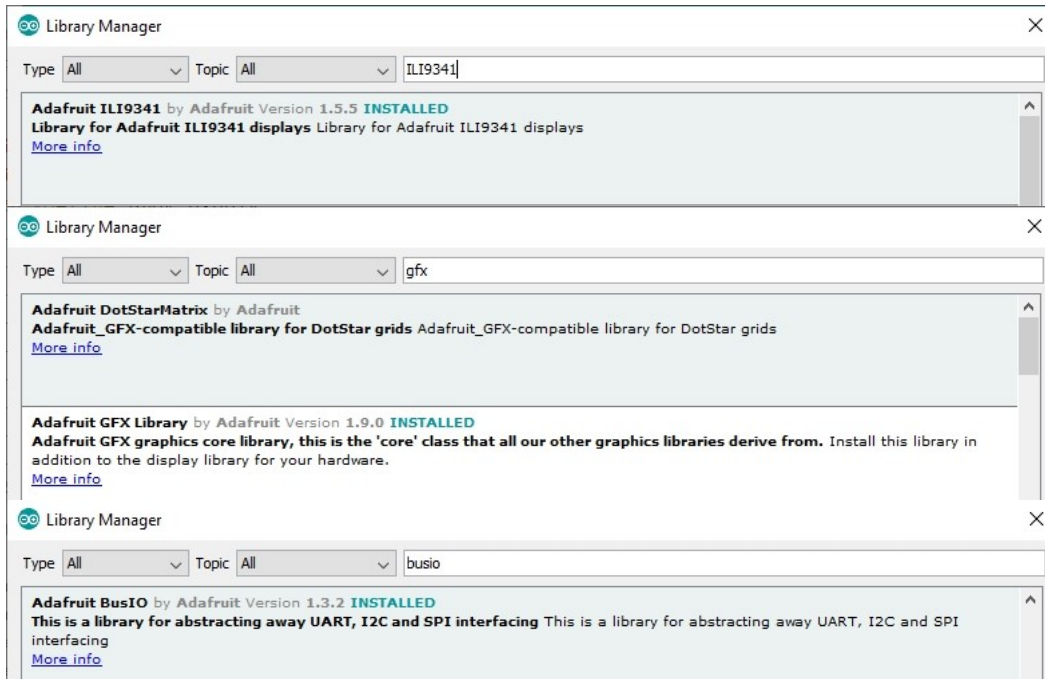 Library Manager
Type All Topic All ILI9341
Adafruit ILI9341 by Adafruit Version 1.5.5 INSTALLED
Library for Adafruit ILI9341 displays Library for Adafruit ILI9341 displays
More info
Library Manager
Type All Topic All gfx
Adafruit DotStarMatrix by Adafruit
Adafruit_GFX-compatible library for DotStar grids Adafruit_GFX-compatible library for DotStar grids
More info
Adafruit GFX Library by Adafruit Version 1.9.0 INSTALLED
Adafruit GFX graphics core library, this is the 'core' class that all our other graphics libraries derive from. Install this library in
addition to the display library for your hardware.
More info
Library Manager
Type All Topic All busio
Adafruit BusIO by Adafruit Version 1.3.2 INSTALLED
This is a library for abstracting away UART, I2C and SPI interfacing This is a library for abstracting away UART, I2C and SPI
interfacing
More info